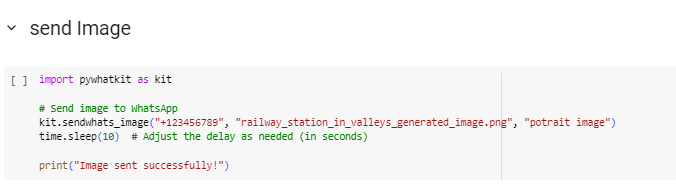 send Image
[ ] import pywhatkit as kit
# Send image to WhatsApp
kit.sendwhats_image("+123456789", "railway_station_in_valleys_generated_image.png", "potrait image")
time.sleep(10)  # Adjust the delay as needed (in seconds)
print("Image sent successfully!")